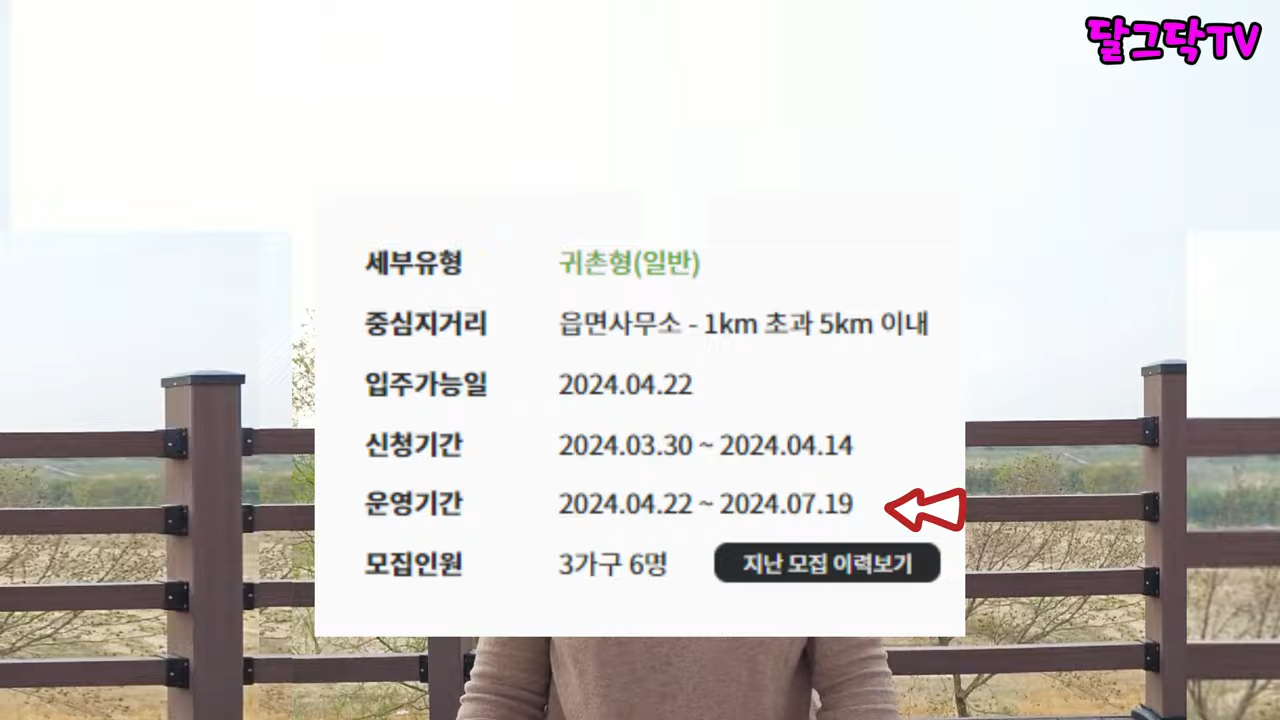 달그닥TV
세부유형 귀촌형(일반)
중심지거리 읍면사무소 - 1km 초과 5km 이내
입주가능일 2024.04.22
신청기간 2024.03.30 ~ 2024.04.14
운영기간 2024.04.22 ~ 2024.07.19
모집인원 3가구 6명 지난 모집 이력보기